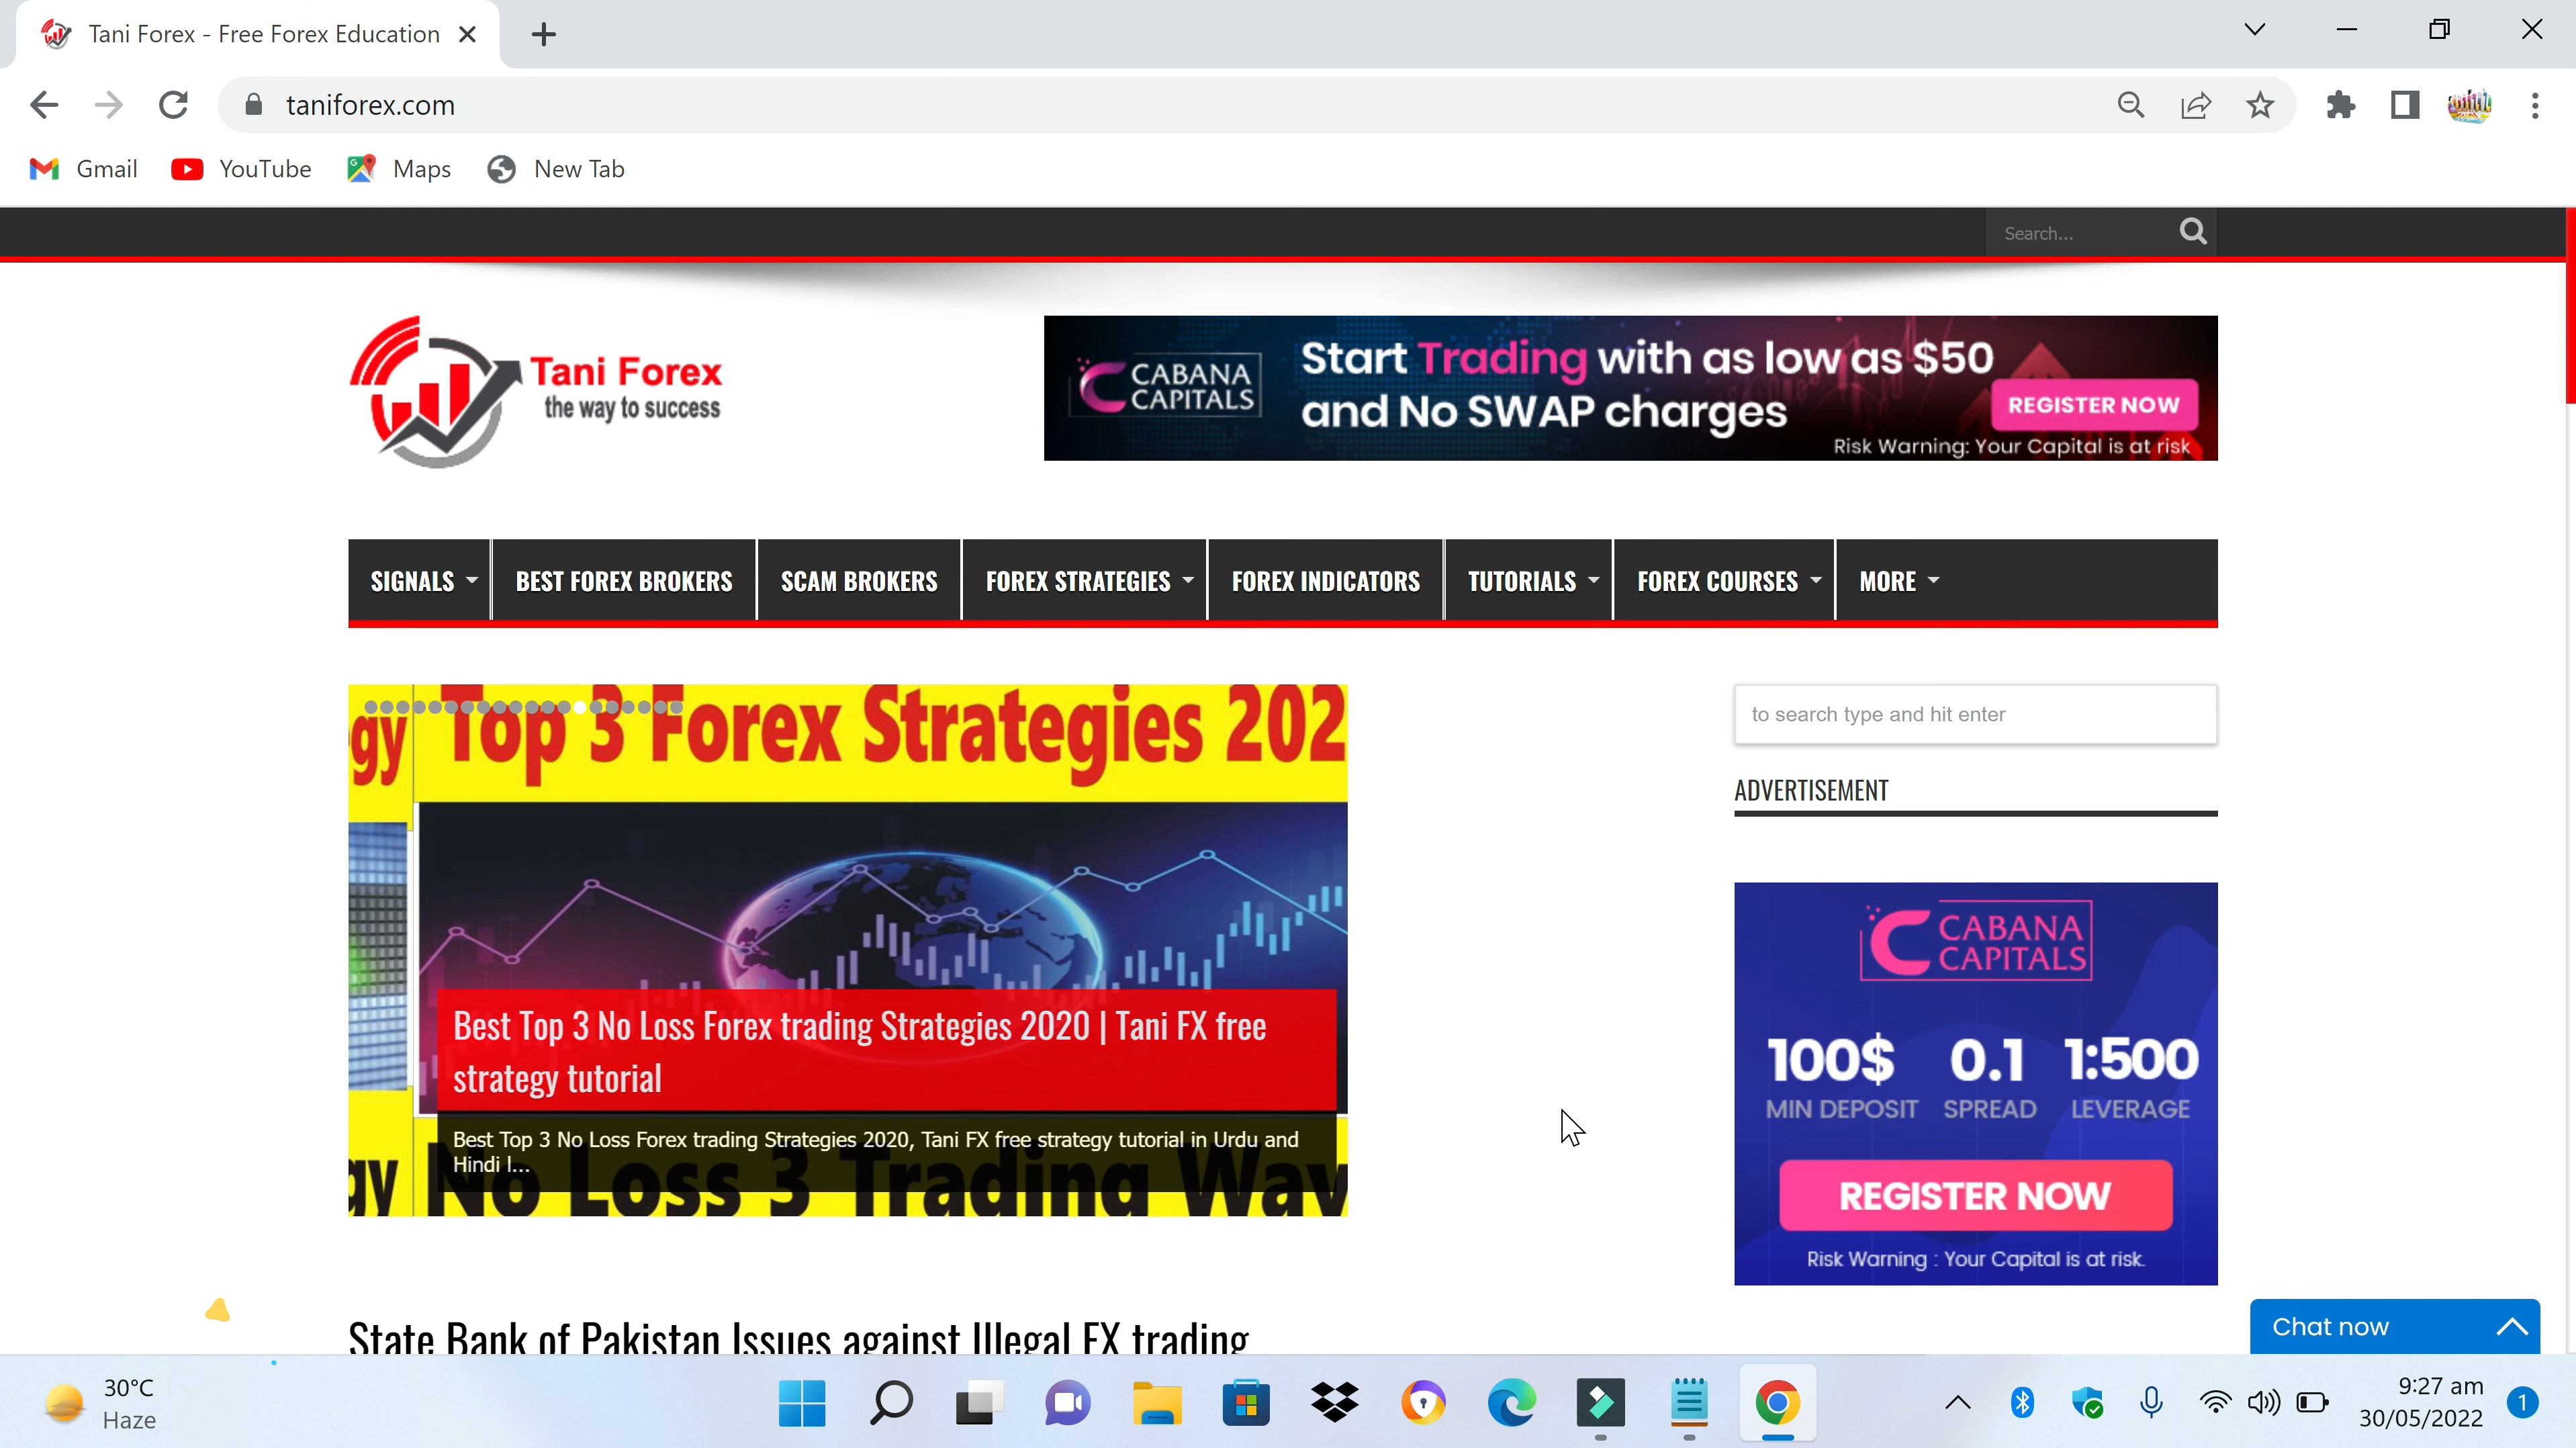 Tani Forex - Free Forex Education
taniforex.com
Gmail
YouTube
Maps
New Tab
Search...
Tani Forex
the way to success
CABANA
CAPITALS
Start Trading with as low as $50
and No SWAP charges
REGISTER NOW
Risk Warning: Your Capital is at risk
SIGNALS
BEST FOREX BROKERS
SCAM BROKERS
FOREX STRATEGIES
FOREX INDICATORS
TUTORIALS
FOREX COURSES
MORE
gy Top 3 Forex Strategies 202
Best Top 3 No Loss Forex trading Strategies 2020 | Tani FX free
strategy tutorial
Best Top 3 No Loss Forex trading Strategies 2020, Tani FX free strategy tutorial in Urdu and
Hindi l...
gy No Loss 3 Trading Way
to search type and hit enter
ADVERTISEMENT
CABANA
CAPITALS
100$ 0.1 1:500
MIN DEPOSIT SPREAD LEVERAGE
REGISTER NOW
Risk Warning : Your Capital is at risk.
State Bank of Pakistan Issues against Illegal FX trading
Chat now
30°C
Haze
9:27 am
30/05/2022
1